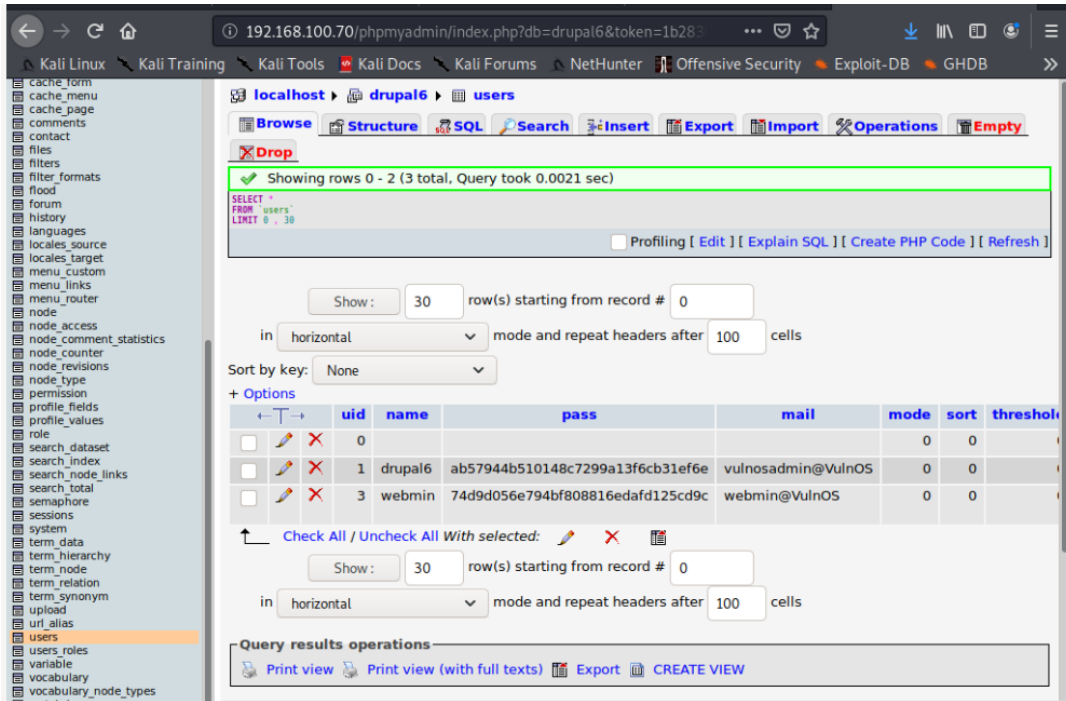 192.168.100.70/phpmyadmin/index.php?db=drupal6&token=1b283
Kali Linux Kali Training Kali Tools Kali Docs Kali Forums NetHunter Offensive Security Exploit-DB GHDB
cache_form
cache_menu
cache_page
comments
contact
files
filters
filter_formats
flood
forum
history
languages
locales_source
locales_target
menu_custom
menu_links
menu_router
node
node_access
node_comment_statistics
node_counter
node_revisions
node_type
permission
profile_fields
profile_values
role
search_dataset
search_index
search_node_links
search_total
semaphore
sessions
system
term_data
term_hierarchy
term_node
term_relation
term_synonym
upload
url_alias
users
users_roles
variable
vocabulary
vocabulary_node_types
localhost drupal6 users
Browse Structure SQL Search Insert Export Import Operations Empty
Drop
Showing rows 0 - 2 (3 total, Query took 0.0021 sec)
SELECT *
FROM `users`
LIMIT 0 , 30
Profiling [ Edit ] [ Explain SQL ] [ Create PHP Code ] [ Refresh ]
Show : 30 row(s) starting from record # 0
in horizontal mode and repeat headers after 100 cells
Sort by key: None
+ Options
←T→ uid name pass mail mode sort threshold
0 0 0
1 drupal6 ab57944b510148c7299a13f6cb31ef6e vulnosadmin@VulnOS 0 0
3 webmin 74d9d056e794bf808816edafd125cd9c webmin@VulnOS 0 0
Check All / Uncheck All With selected:
Show : 30 row(s) starting from record # 0
in horizontal mode and repeat headers after 100 cells
Query results operations
Print view Print view (with full texts) Export CREATE VIEW